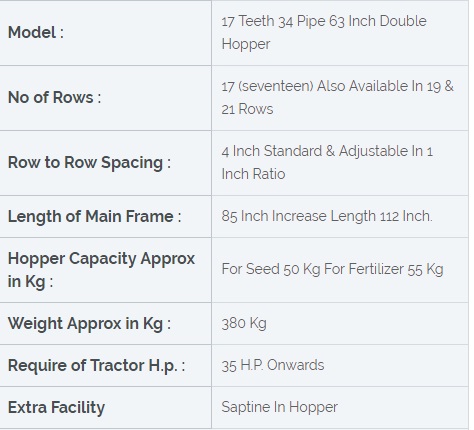 Model :
17 Teeth 34 Pipe 63 Inch Double
Hopper
No of Rows :
17 (seventeen) Also Available In 19 &
21 Rows
Row to Row Spacing :
4 Inch Standard & Adjustable In 1
Inch Ratio
Length of Main Frame :
85 Inch Increase Length 112 Inch.
Hopper Capacity Approx
in Kg :
For Seed 50 Kg For Fertilizer 55 Kg
Weight Approx in Kg :
380 Kg
Require of Tractor H.p. :
35 H.P. Onwards
Extra Facility
Saptine In Hopper